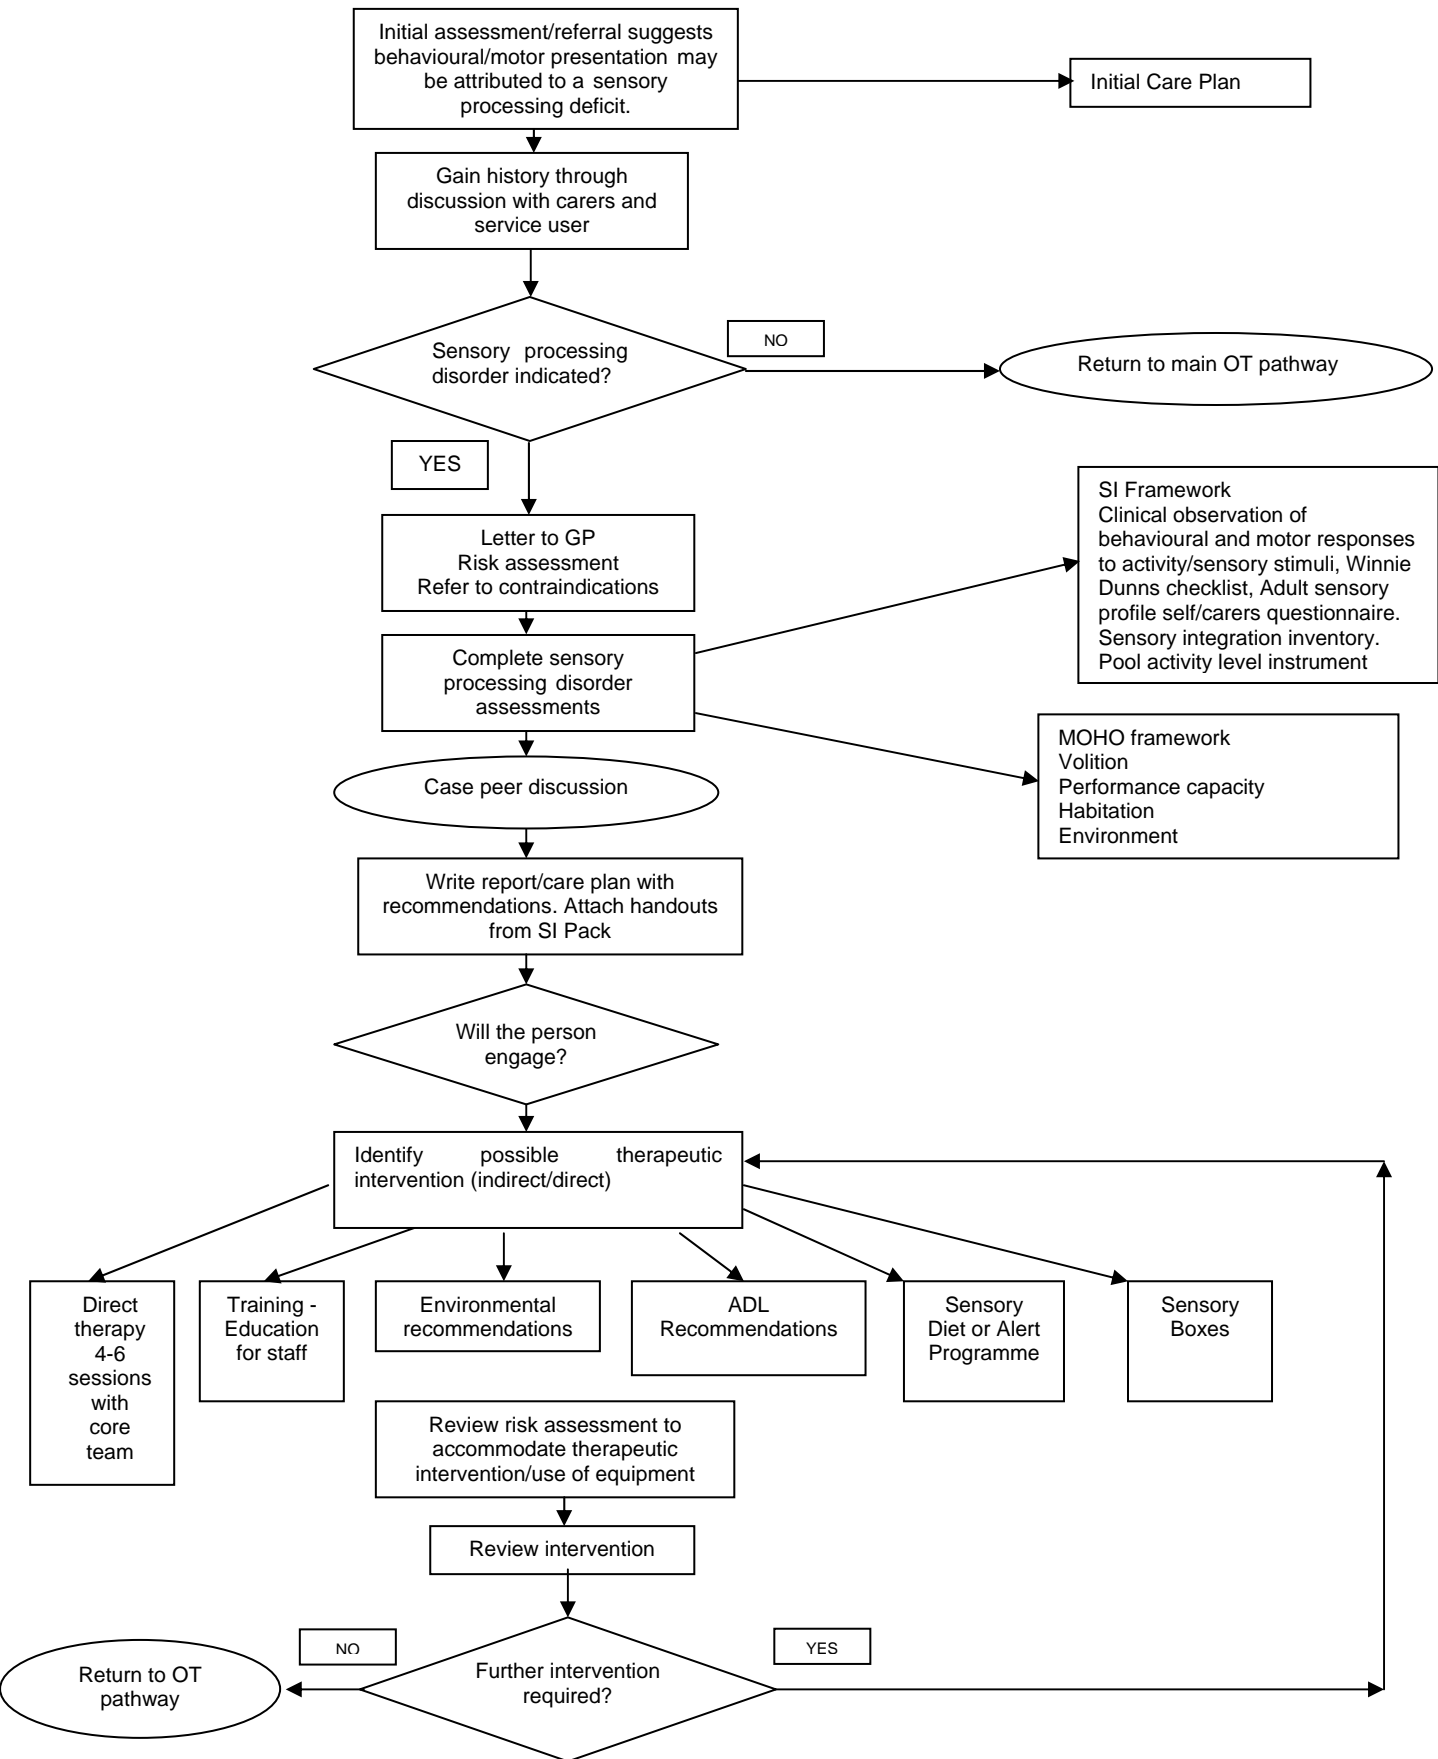 Initial assessment/referral suggests
behavioural/motor presentation may
be attributed to a sensory
processing deficit.
Initial Care Plan
Gain history through
discussion with carers and
service user
Sensory processing
disorder indicated?
NO
Return to main OT pathway
YES
Letter to GP
Risk assessment
Refer to contraindications
SI Framework
Clinical observation of
behavioural and motor responses
to activity/sensory stimuli, Winnie
Dunns checklist, Adult sensory
profile self/carers questionnaire.
Sensory integration inventory.
Pool activity level instrument
Complete sensory
processing disorder
assessments
MOHO framework
Volition
Performance capacity
Habitation
Environment
Case peer discussion
Write report/care plan with
recommendations. Attach handouts
from SI Pack
Will the person
engage?
Identify possible therapeutic
intervention (indirect/direct)
Direct
therapy
4-6
sessions
with
core
team
Training -
Education
for staff
Environmental
recommendations
ADL
Recommendations
Sensory
Diet or Alert
Programme
Sensory
Boxes
Review risk assessment to
accommodate therapeutic
intervention/use of equipment
Review intervention
Further intervention
required?
NO
YES
Return to OT
pathway